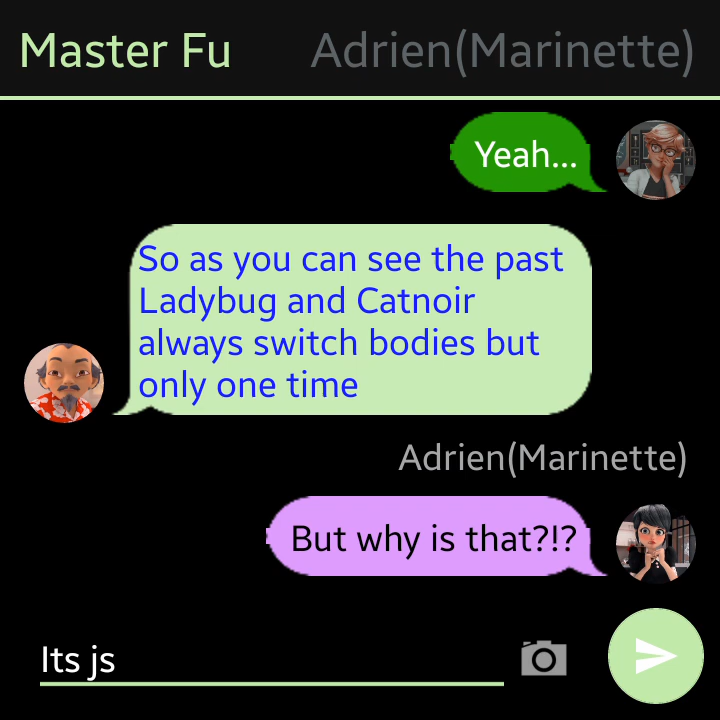 Master Fu Adrien(Marinette)
Yeah...
So as you can see the past
Ladybug and Catnoir
always switch bodies but
only one time
Adrien(Marinette)
But why is that?!?
Its js